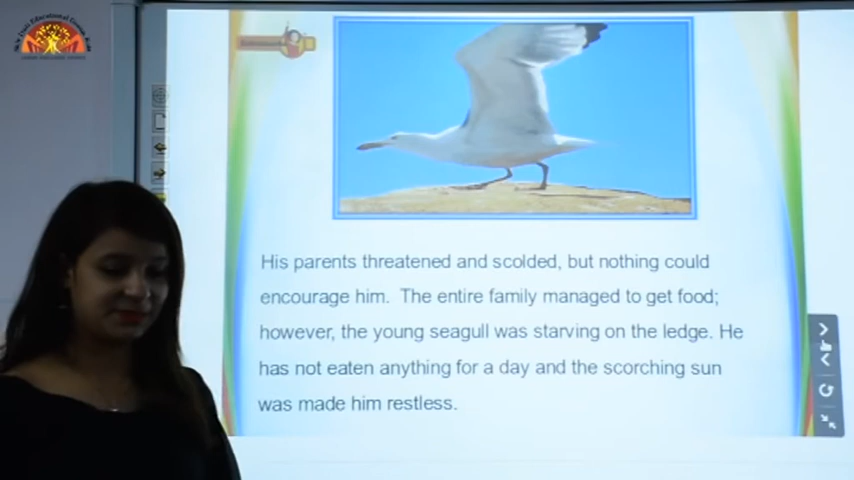 His parents threatened and scolded, but nothing could
encourage him. The entire family managed to get food;
however, the young seagull was starving on the ledge. He
has not eaten anything for a day and the scorching sun
was made him restless.